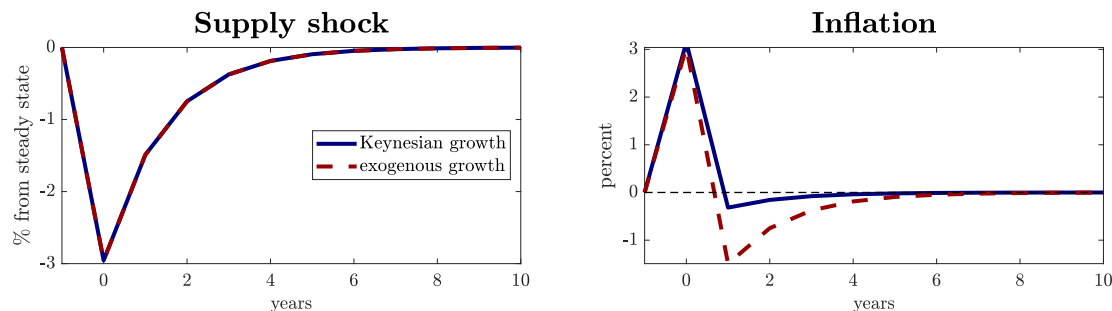 Supply shock
% from steady state
0
-1
-2
-3
Keynesian growth
exogenous growth
0 2 4 6 8 10
years
Inflation
percent
3
2
1
0
-1
0 2 4 6 8 10
years